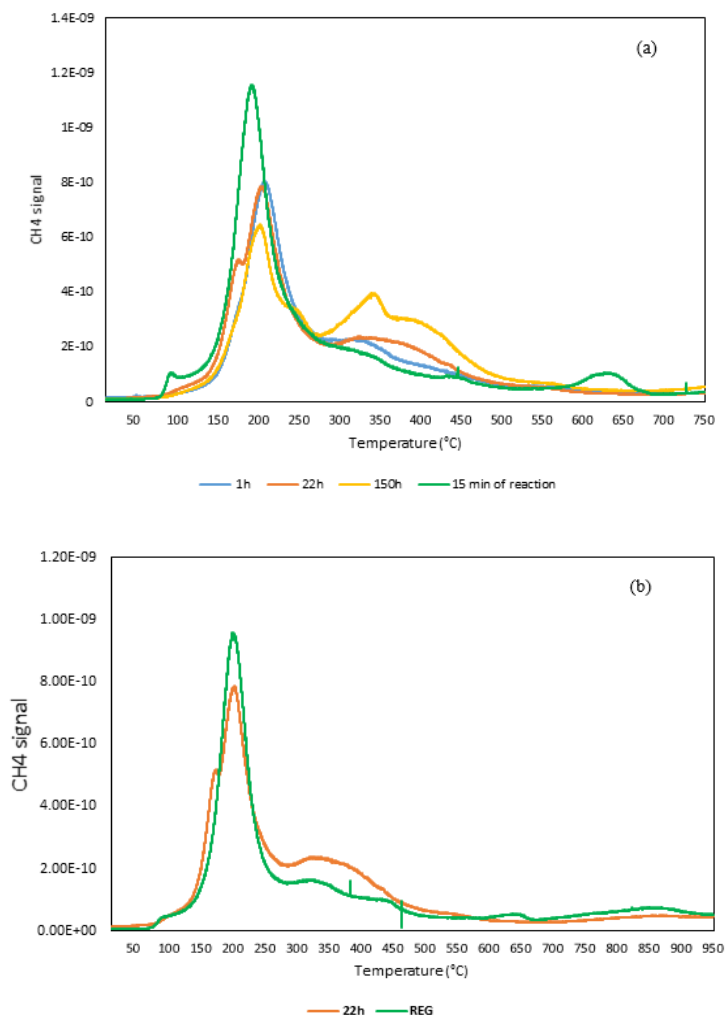 1.4E-09
(a)
1.2E-09
1E-09
CH4 signal
8E-10
6E-10
4E-10
2E-10
0
50 100 150 200 250 300 350 400 450 500 550 600 650 700 750
Temperature (°C)
1h 22h 150h 15 min of reaction
1.20E-09
(b)
1.00E-09
CH4 signal
8.00E-10
6.00E-10
4.00E-10
2.00E-10
0.00E+00
50 100 150 200 250 300 350 400 450 500 550 600 650 700 750 800 850 900 950
Temperature (°C)
22h REG